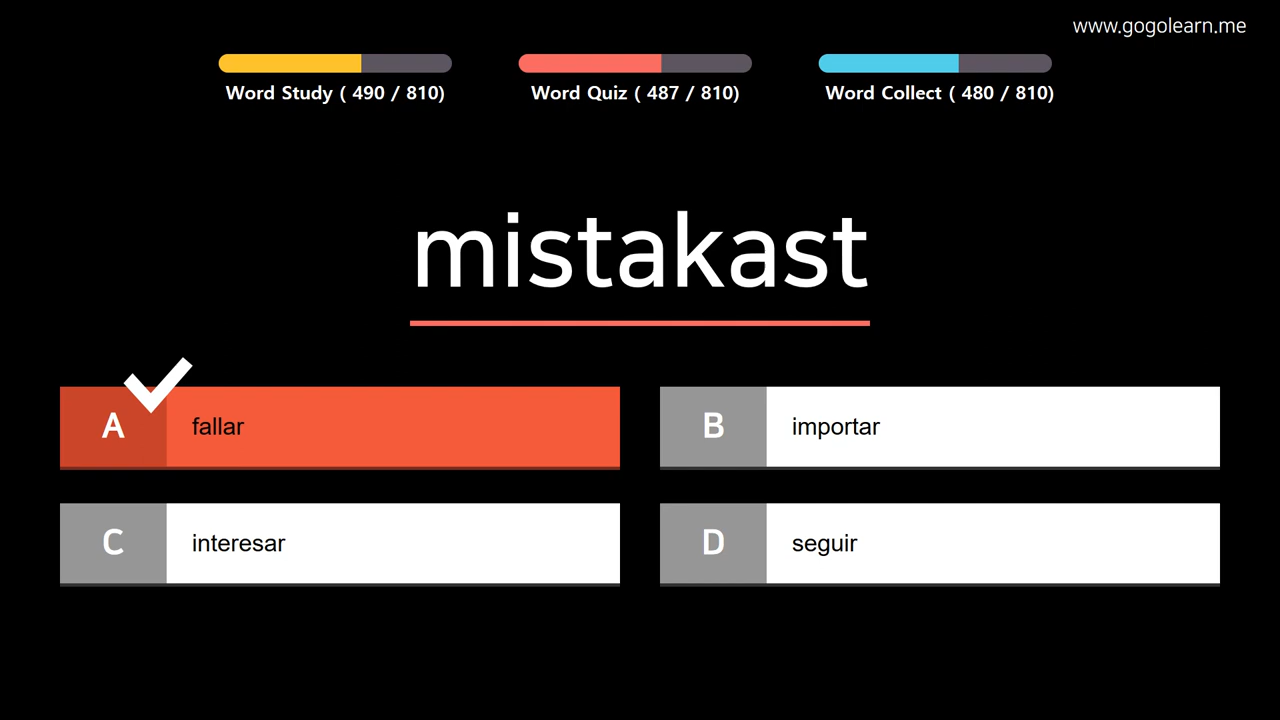 www.gogolearn.me
Word Study ( 490 / 810)
Word Quiz ( 487 / 810)
Word Collect ( 480 / 810)
mistakast
A
fallar
B
importar
C
interesar
D
seguir